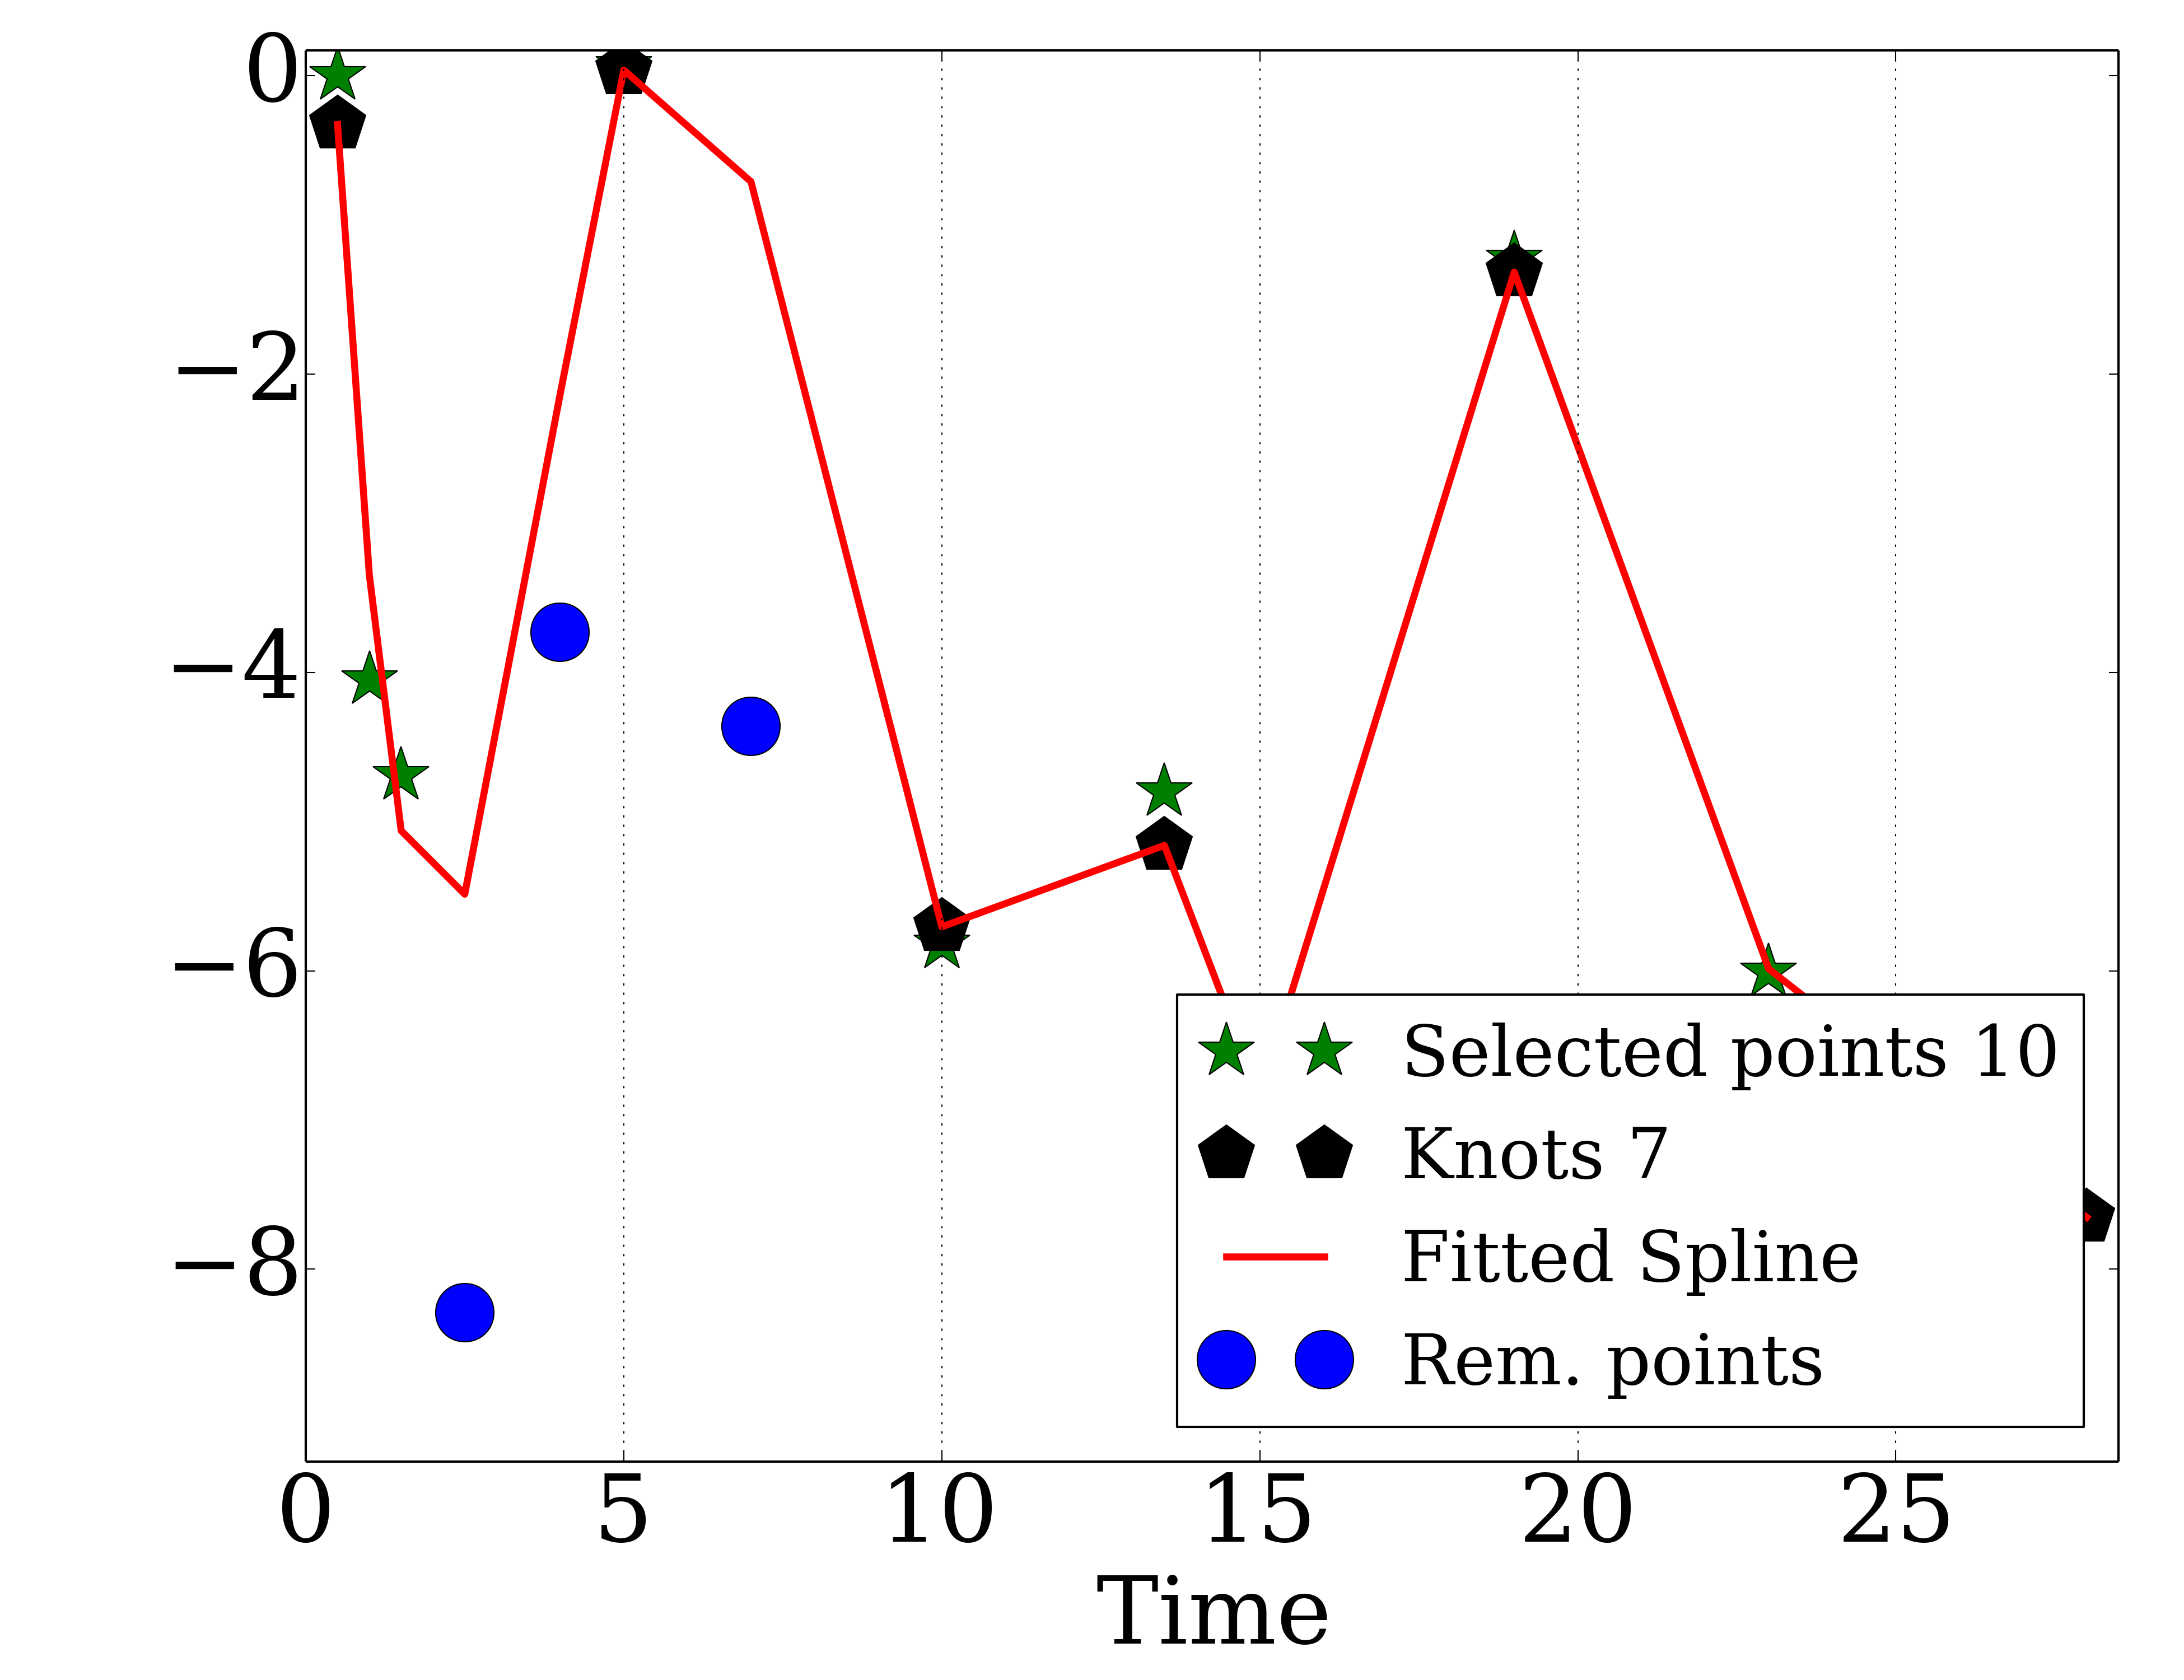 0
−2
−4
−6
−8
Selected points 10
Knots 7
Fitted Spline
Rem. points
0 5 10 15 20 25
Time